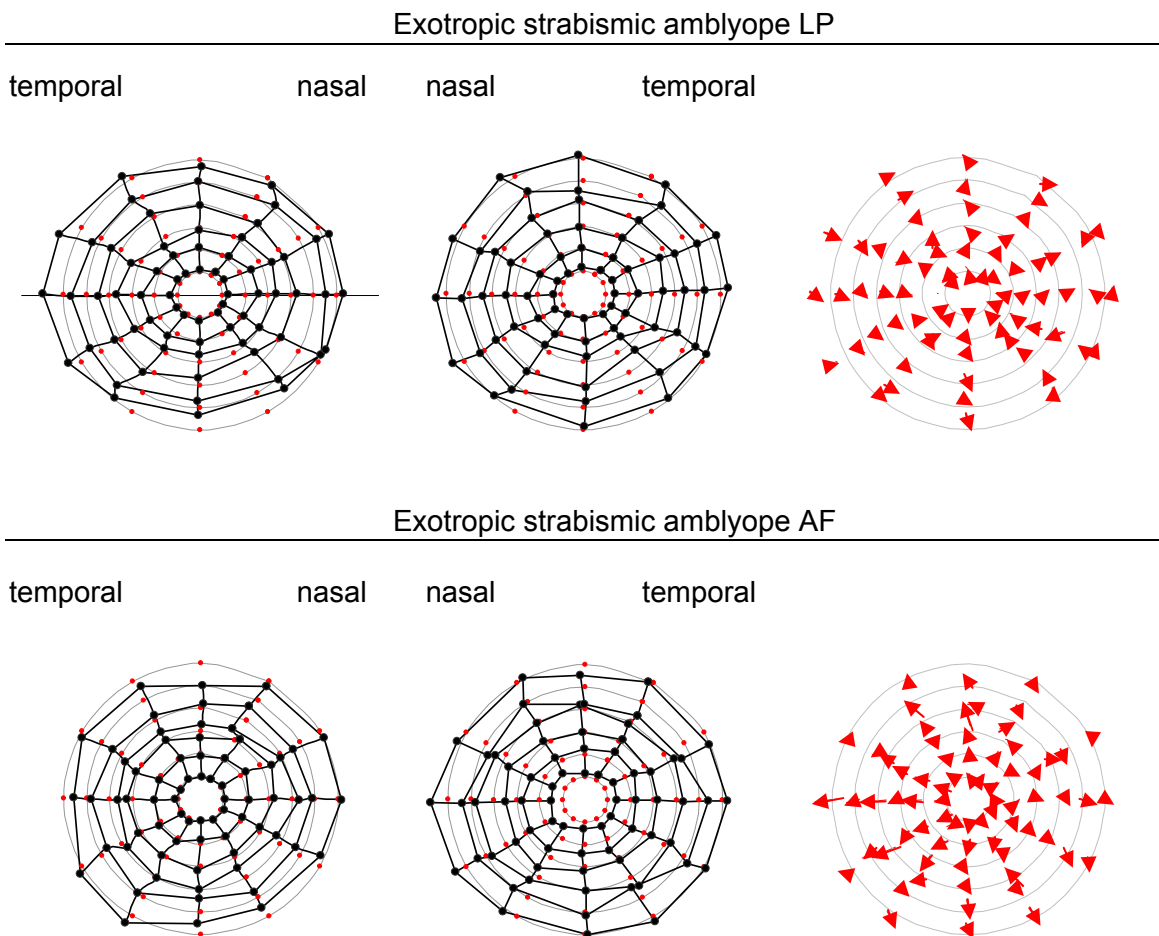 Exotropic strabismic amblyope LP
temporal nasal nasal temporal
Exotropic strabismic amblyope AF
temporal nasal nasal temporal